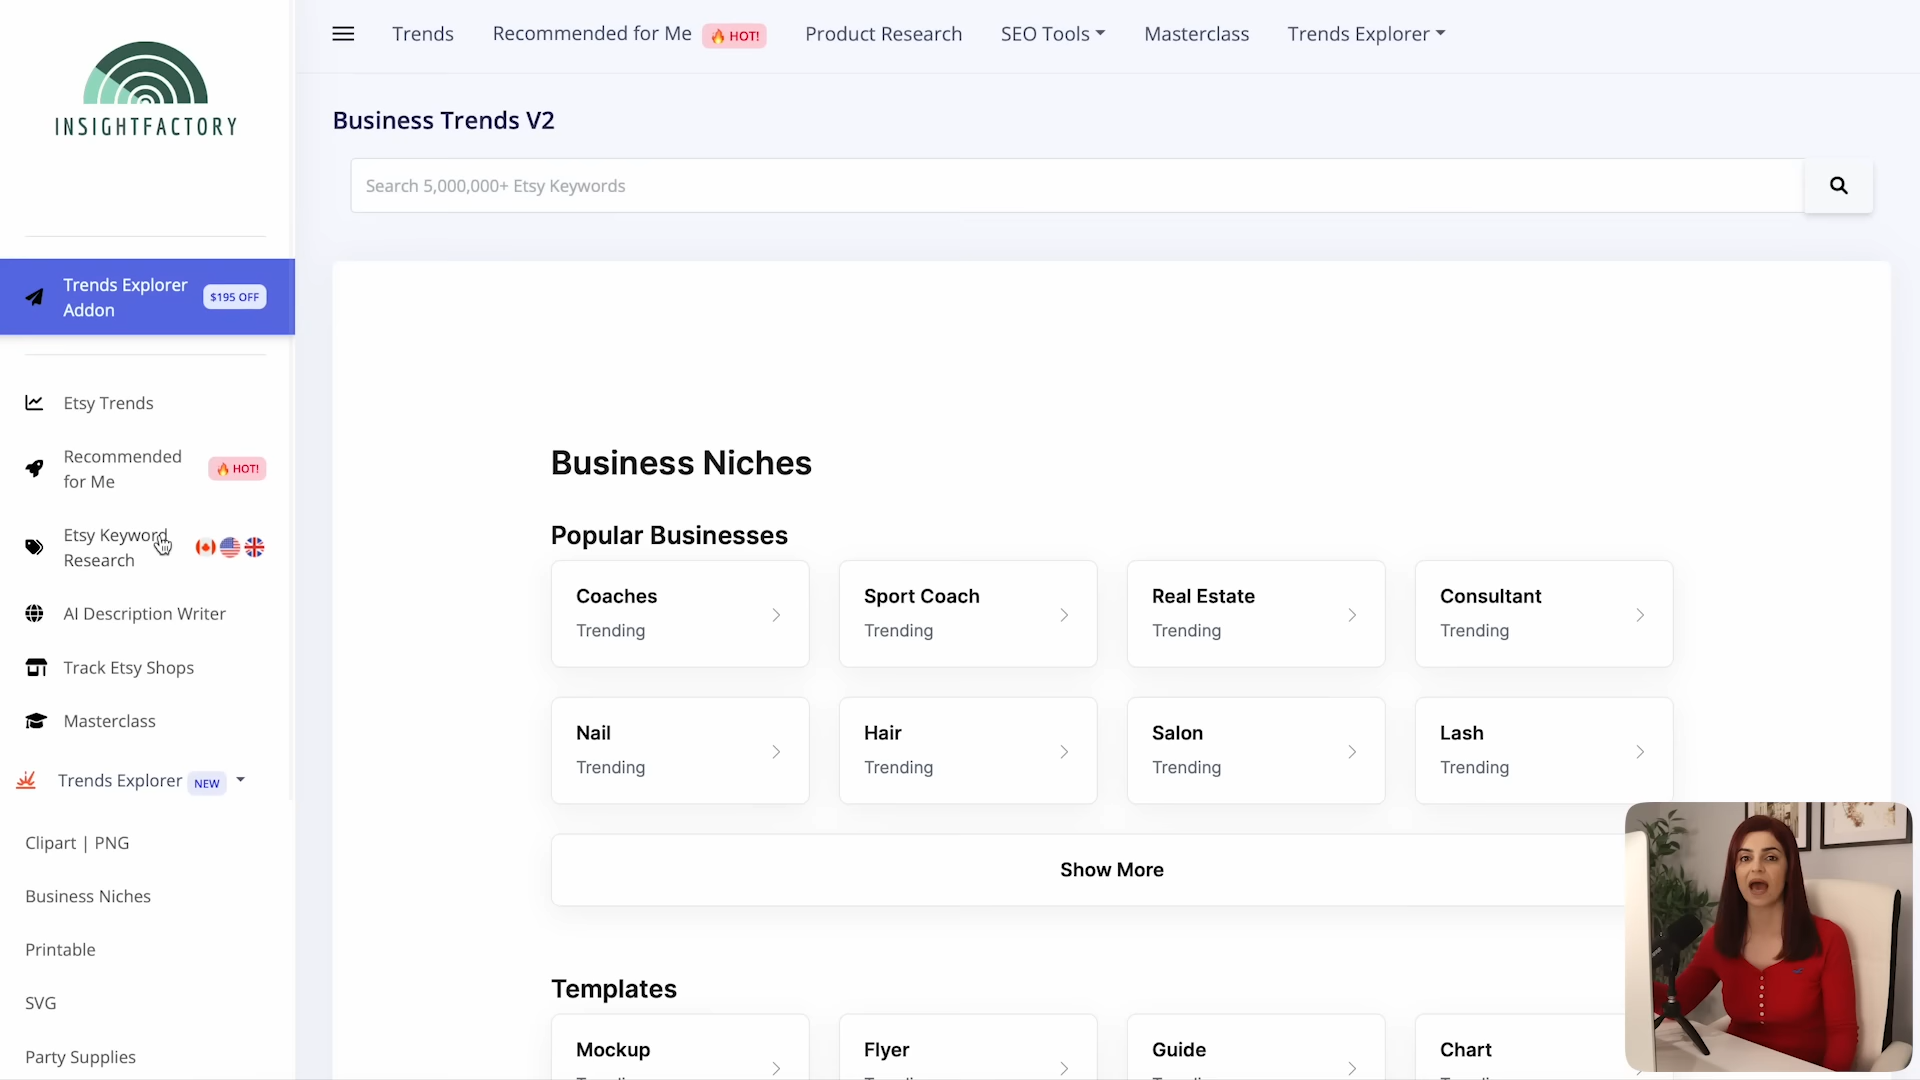 INSIGHTFACTORY
Trends
Recommended for Me
🔥 HOT!
Product Research
SEO Tools
Masterclass
Trends Explorer
Business Trends V2
Search 5,000,000+ Etsy Keywords
Trends Explorer
Addon
$195 OFF
Etsy Trends
Recommended
for Me
🔥 HOT!
Etsy Keyword
Research
AI Description Writer
Track Etsy Shops
Masterclass
Trends Explorer NEW
Clipart | PNG
Business Niches
Printable
SVG
Party Supplies
Business Niches
Popular Businesses
Coaches
Trending
Sport Coach
Trending
Real Estate
Trending
Consultant
Trending
Nail
Trending
Hair
Trending
Salon
Trending
Lash
Trending
Show More
Templates
Mockup
Flyer
Guide
Chart